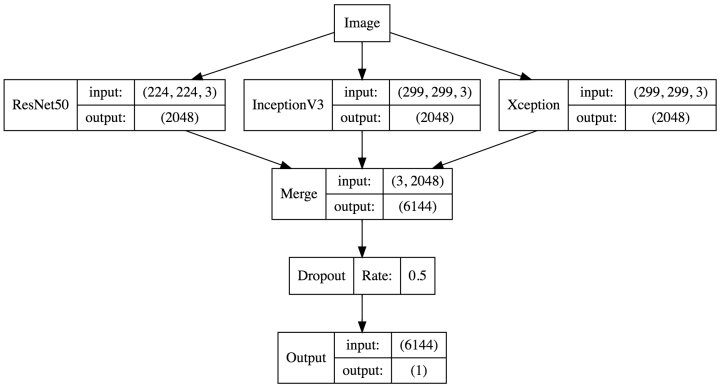 Image
ResNet50
input: (224, 224, 3)
output: (2048)
InceptionV3
input: (299, 299, 3)
output: (2048)
Xception
input: (299, 299, 3)
output: (2048)
Merge
input: (3, 2048)
output: (6144)
Dropout Rate: 0.5
Output
input: (6144)
output: (1)